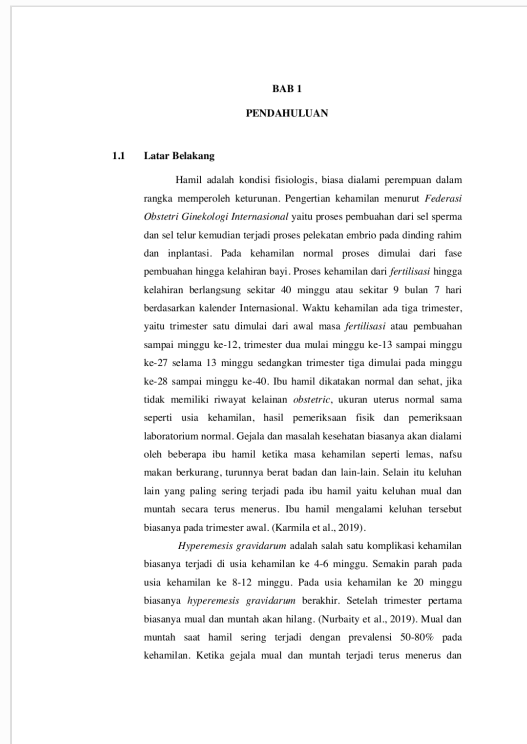 BAB 1
PENDAHULUAN
1.1 Latar Belakang
Hamil adalah kondisi fisiologis, biasa dialami perempuan dalam
rangka memperoleh keturunan. Pengertian kehamilan menurut Federasi
Obstetri Ginekologi Internasional yaitu proses pembuahan dari sel sperma
dan sel telur kemudian terjadi proses pelekatan embrio pada dinding rahim
dan inplantasi. Pada kehamilan normal proses dimulai dari fase
pembuahan hingga kelahiran bayi. Proses kehamilan dari fertilisasi hingga
kelahiran berlangsung sekitar 40 minggu atau sekitar 9 bulan 7 hari
berdasarkan kalender Internasional. Waktu kehamilan ada tiga trimester,
yaitu trimester satu dimulai dari awal masa fertilisasi atau pembuahan
sampai minggu ke-12, trimester dua mulai minggu ke-13 sampai minggu
ke-27 selama 13 minggu sedangkan trimester tiga dimulai pada minggu
ke-28 sampai minggu ke-40. Ibu hamil dikatakan normal dan sehat, jika
tidak memiliki riwayat kelainan obstetric, ukuran uterus normal sama
seperti usia kehamilan, hasil pemeriksaan fisik dan pemeriksaan
laboratorium normal. Gejala dan masalah kesehatan biasanya akan dialami
oleh beberapa ibu hamil ketika masa kehamilan seperti lemas, nafsu
makan berkurang, turunnya berat badan dan lain-lain. Selain itu keluhan
lain yang paling sering terjadi pada ibu hamil yaitu keluhan mual dan
muntah secara terus menerus. Ibu hamil mengalami keluhan tersebut
biasanya pada trimester awal. (Karmila et al., 2019).
Hyperemesis gravidarum adalah salah satu komplikasi kehamilan
biasanya terjadi di usia kehamilan ke 4-6 minggu. Semakin parah pada
usia kehamilan ke 8-12 minggu. Pada usia kehamilan ke 20 minggu
biasanya hyperemesis gravidarum berakhir. Setelah trimester pertama
biasanya mual dan muntah akan hilang. (Nurbaity et al., 2019). Mual dan
muntah saat hamil sering terjadi dengan prevalensi 50-80% pada
kehamilan. Ketika gejala mual dan muntah terjadi terus menerus dan